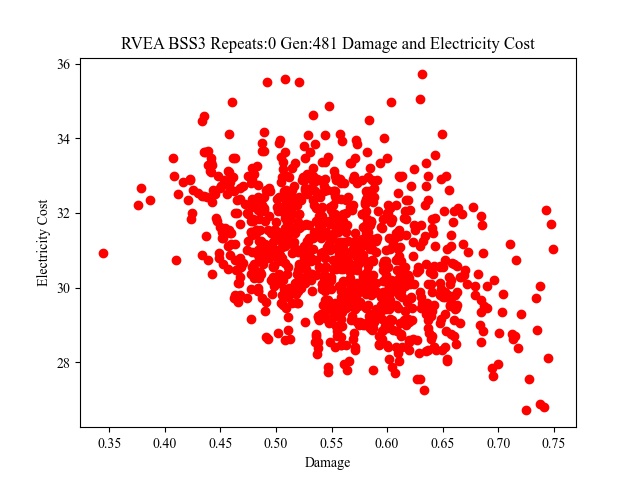 RVEA BSS3 Repeats:0 Gen:481 Damage and Electricity Cost
36
34
32
30
28
Electricity Cost
0.35 0.40 0.45 0.50 0.55 0.60 0.65 0.70 0.75
Damage